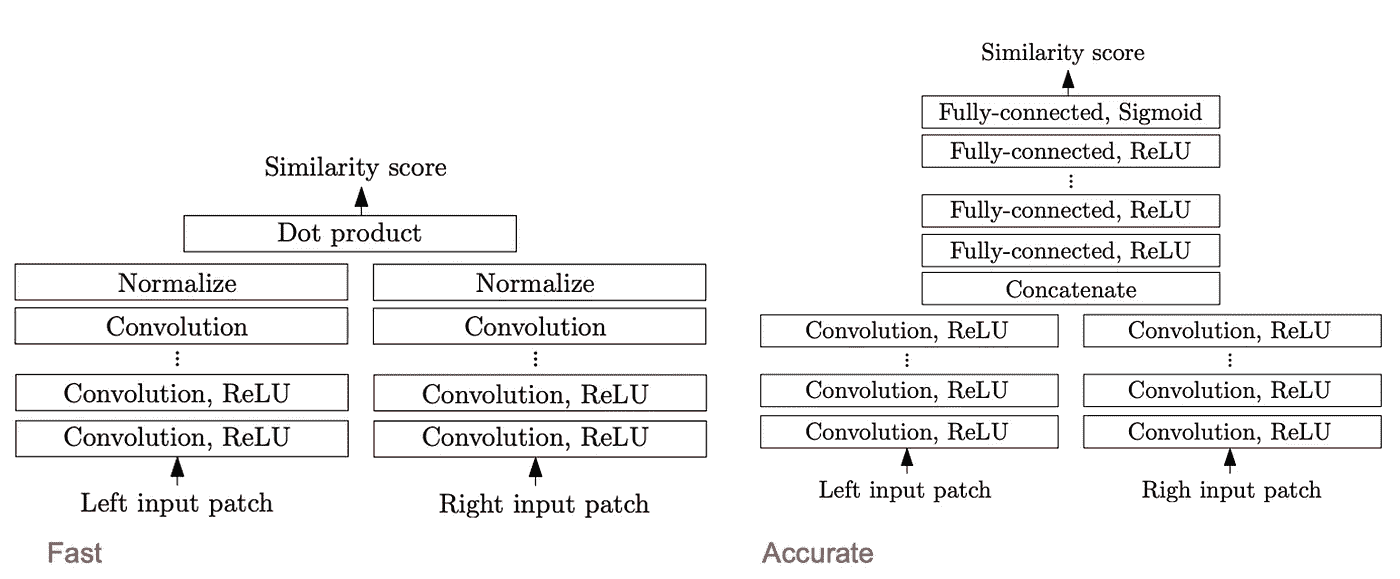 Similarity score
Dot product
Normalize
Normalize
Convolution
Convolution
⋮
⋮
Convolution, ReLU
Convolution, ReLU
Convolution, ReLU
Convolution, ReLU
Left input patch
Right input patch
Fast
Similarity score
Fully-connected, Sigmoid
Fully-connected, ReLU
⋮
Fully-connected, ReLU
Fully-connected, ReLU
Concatenate
Convolution, ReLU
Convolution, ReLU
⋮
⋮
Convolution, ReLU
Convolution, ReLU
Convolution, ReLU
Convolution, ReLU
Left input patch
Righ input patch
Accurate